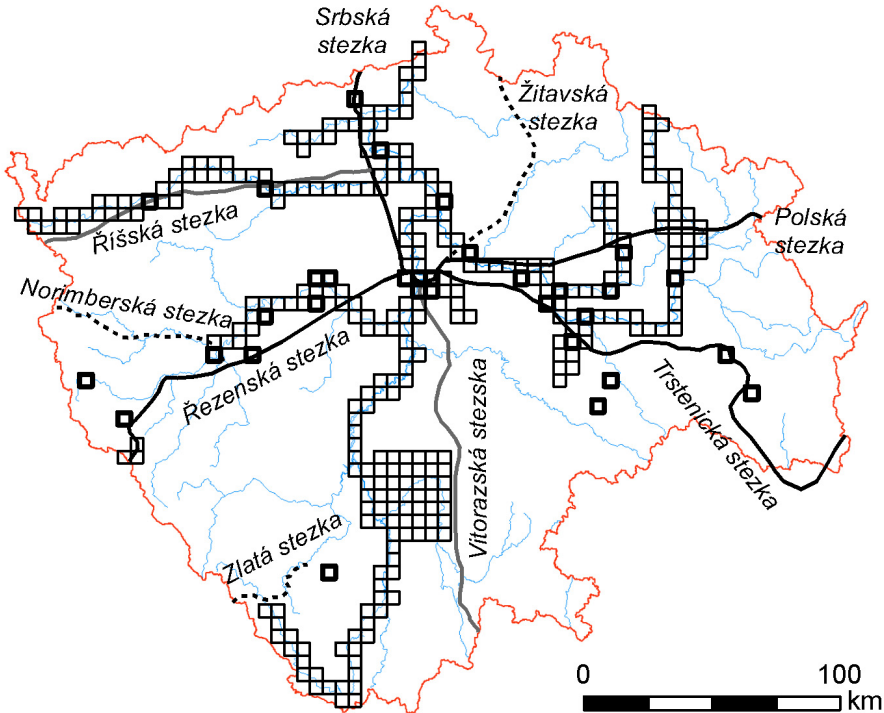 Srbská
stezka
Žitavská
stezka
Říšská stezka
Polská
stezka
Norimberská stezka
Řezenská stezka
Vitorazská stezska
Trstenická stezka
Zlatá stezka
0 100
km